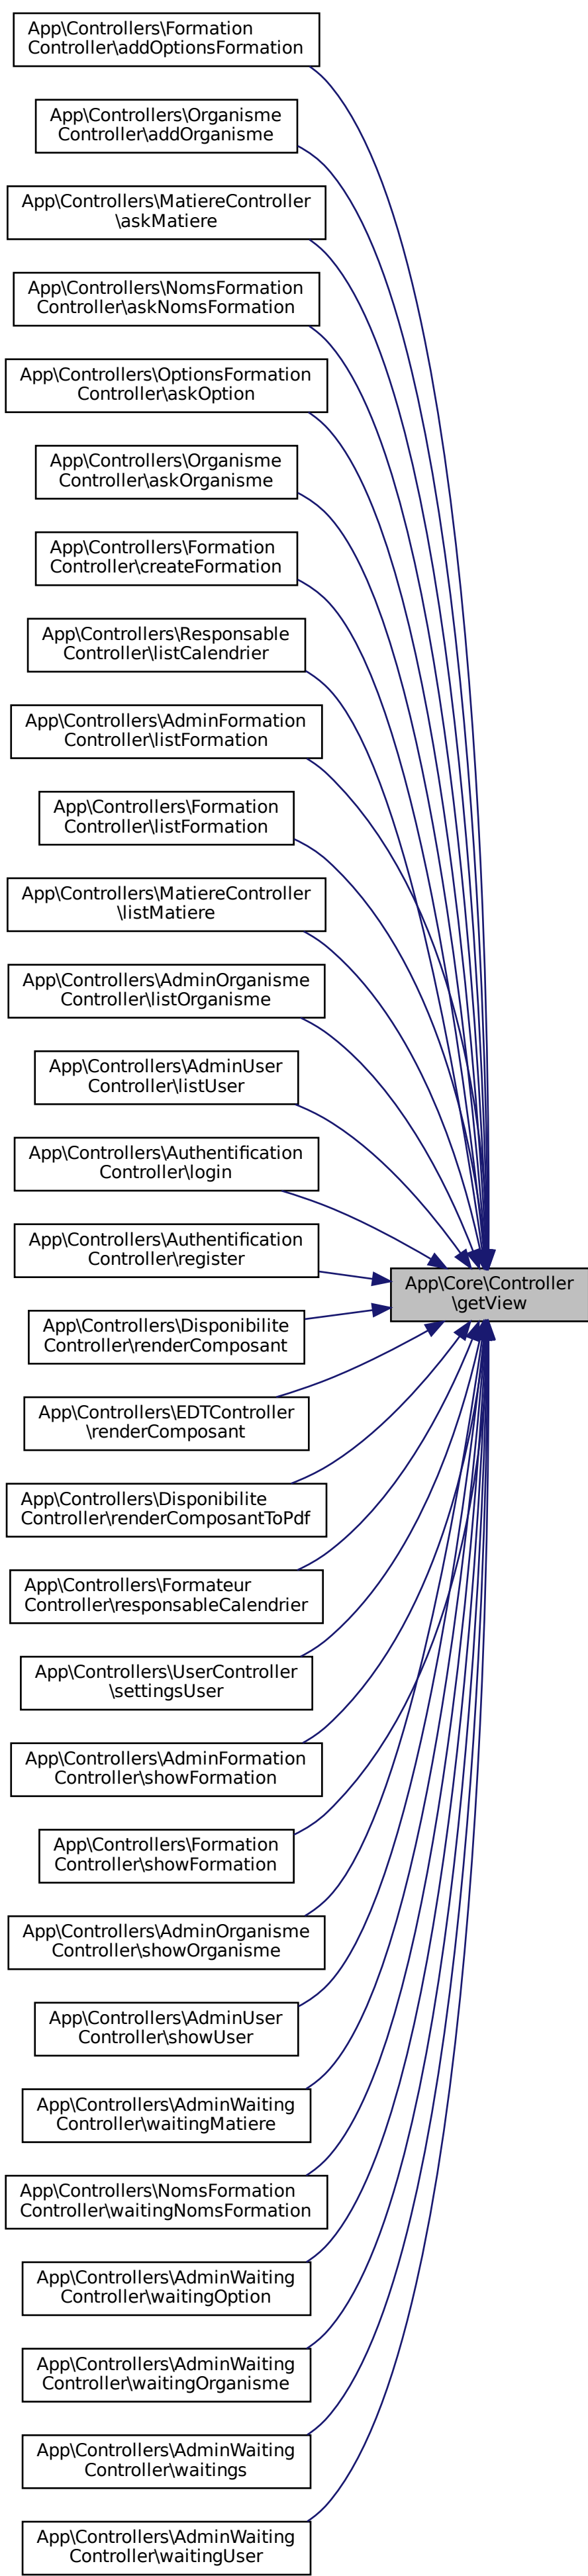 App\Controllers\Formation
Controller\addOptionsFormation
App\Controllers\Organisme
Controller\addOrganisme
App\Controllers\MatiereController
\askMatiere
App\Controllers\NomsFormation
Controller\askNomsFormation
App\Controllers\OptionsFormation
Controller\askOption
App\Controllers\Organisme
Controller\askOrganisme
App\Controllers\Formation
Controller\createFormation
App\Controllers\Responsable
Controller\listCalendrier
App\Controllers\AdminFormation
Controller\listFormation
App\Controllers\Formation
Controller\listFormation
App\Controllers\MatiereController
\listMatiere
App\Controllers\AdminOrganisme
Controller\listOrganisme
App\Controllers\AdminUser
Controller\listUser
App\Controllers\Authentification
Controller\login
App\Controllers\Authentification
Controller\register
App\Core\Controller
\getView
App\Controllers\Disponibilite
Controller\renderComposant
App\Controllers\EDTController
\renderComposant
App\Controllers\Disponibilite
Controller\renderComposantToPdf
App\Controllers\Formateur
Controller\responsableCalendrier
App\Controllers\UserController
\settingsUser
App\Controllers\AdminFormation
Controller\showFormation
App\Controllers\Formation
Controller\showFormation
App\Controllers\AdminOrganisme
Controller\showOrganisme
App\Controllers\AdminUser
Controller\showUser
App\Controllers\AdminWaiting
Controller\waitingMatiere
App\Controllers\NomsFormation
Controller\waitingNomsFormation
App\Controllers\AdminWaiting
Controller\waitingOption
App\Controllers\AdminWaiting
Controller\waitingOrganisme
App\Controllers\AdminWaiting
Controller\waitings
App\Controllers\AdminWaiting
Controller\waitingUser